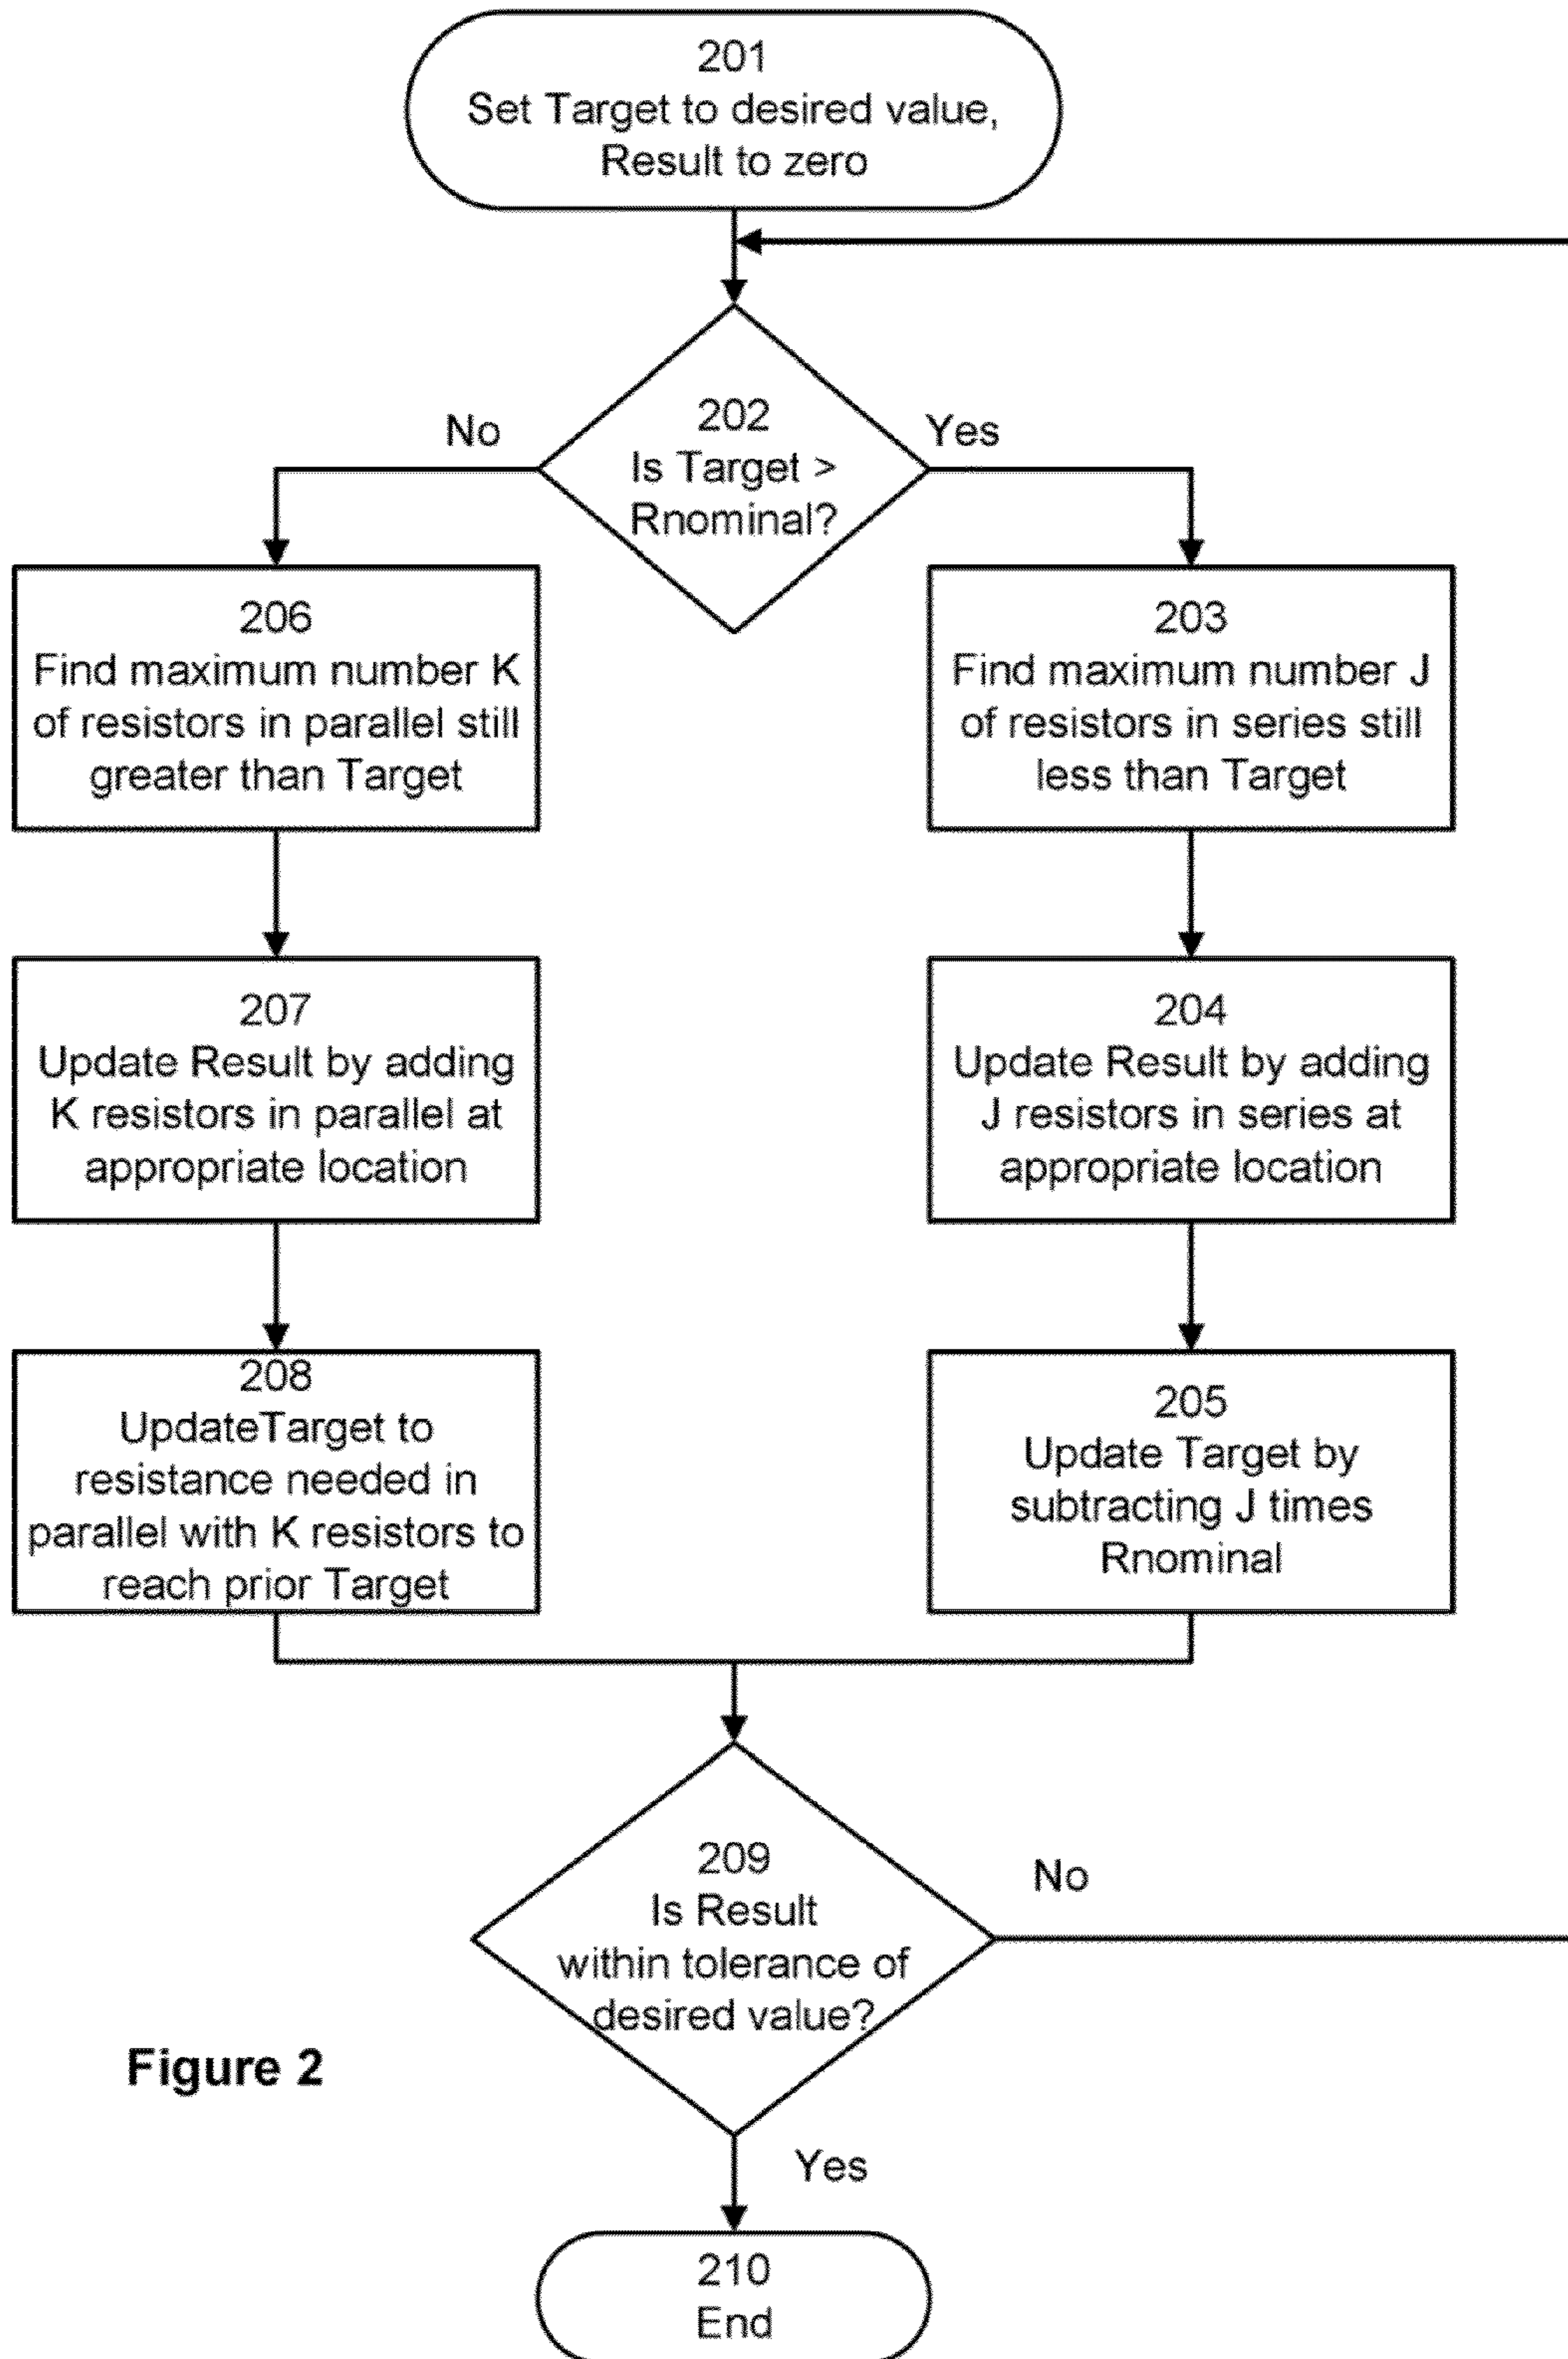 201
Set Target to desired value,
Result to zero
202
Is Target >
Rnominal?
No
Yes
206
Find maximum number K
of resistors in parallel still
greater than Target
203
Find maximum number J
of resistors in series still
less than Target
207
Update Result by adding
K resistors in parallel at
appropriate location
204
Update Result by adding
J resistors in series at
appropriate location
208
UpdateTarget to
resistance needed in
parallel with K resistors to
reach prior Target
205
Update Target by
subtracting J times
Rnominal
209
Is Result
within tolerance of
desired value?
No
Figure 2
Yes
210
End